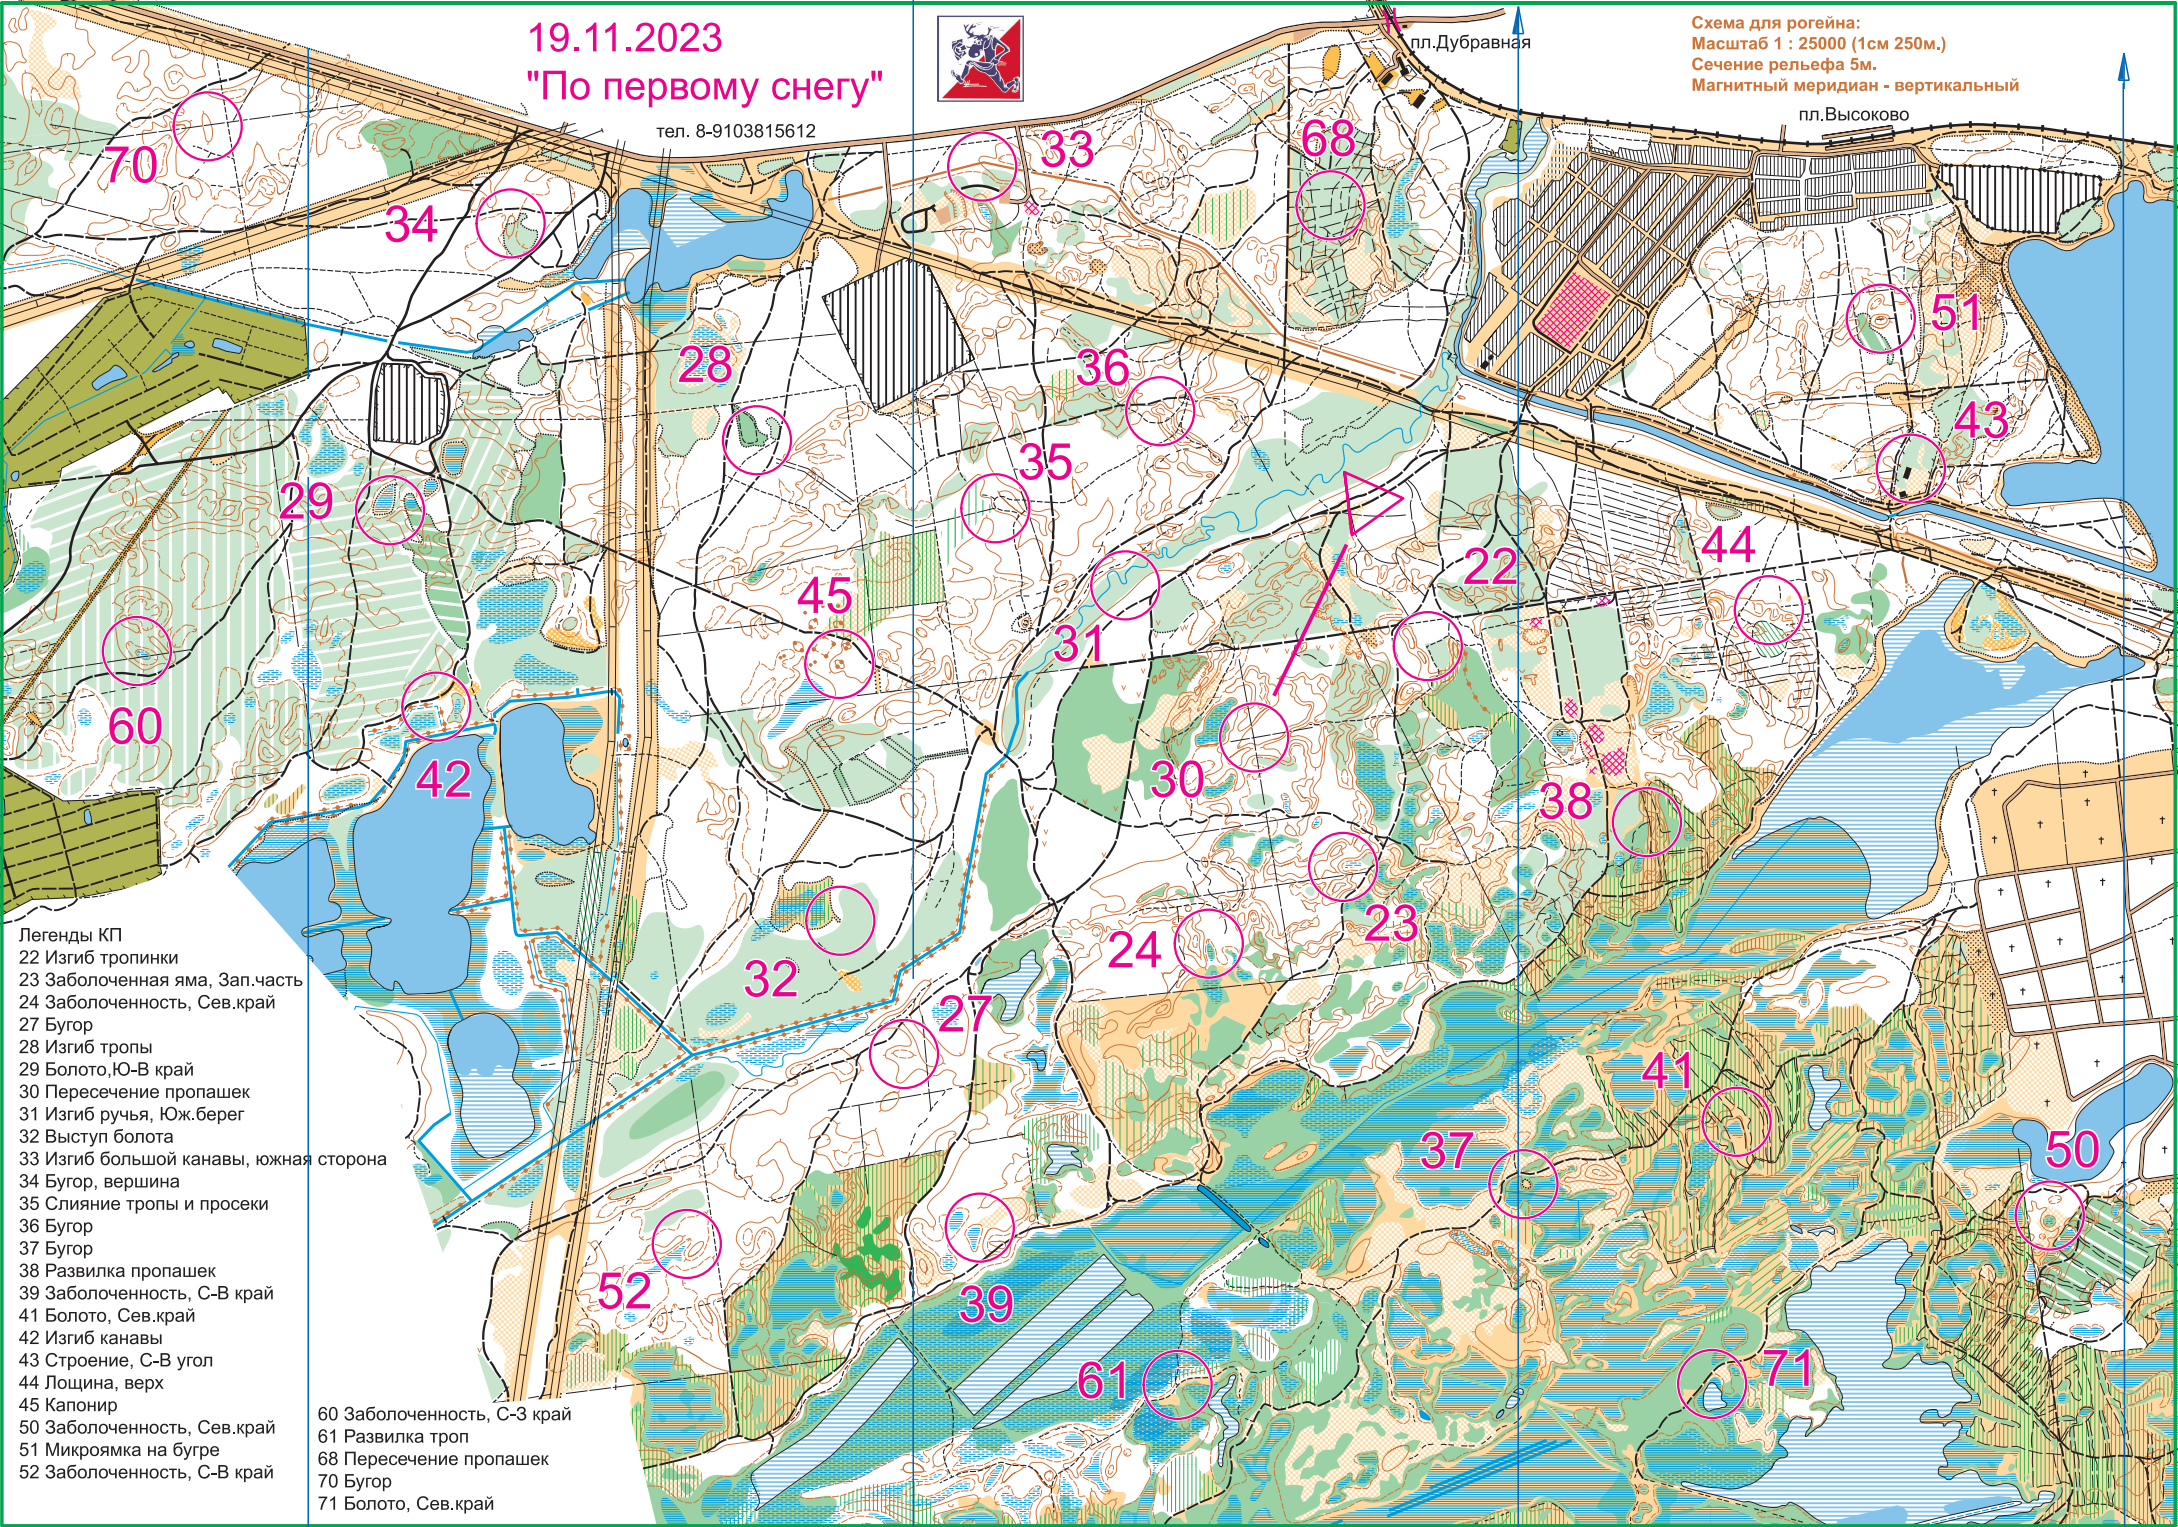 19.11.2023
"По первому снегу"
тел. 8-9103815612
пл.Дубравная
Схема для рогейна:
Масштаб 1 : 25000 (1см 250м.)
Сечение рельефа 5м.
Магнитный меридиан - вертикальный
пл.Высоково
70
34
33
68
51
28
36
43
29
35
22
44
45
31
60
42
30
38
32
24
23
27
41
37
50
52
39
61
71
Легенды КП
22 Изгиб тропинки
23 Заболоченная яма, Зап.часть
24 Заболоченность, Сев.край
27 Бугор
28 Изгиб тропы
29 Болото,Ю-В край
30 Пересечение пропашек
31 Изгиб ручья, Юж.берег
32 Выступ болота
33 Изгиб большой канавы, южная сторона
34 Бугор, вершина
35 Слияние тропы и просеки
36 Бугор
37 Бугор
38 Развилка пропашек
39 Заболоченность, С-В край
41 Болото, Сев.край
42 Изгиб канавы
43 Строение, С-В угол
44 Лощина, верх
45 Капонир
50 Заболоченность, Сев.край
51 Микроямка на бугре
52 Заболоченность, С-В край
60 Заболоченность, С-З край
61 Развилка троп
68 Пересечение пропашек
70 Бугор
71 Болото, Сев.край